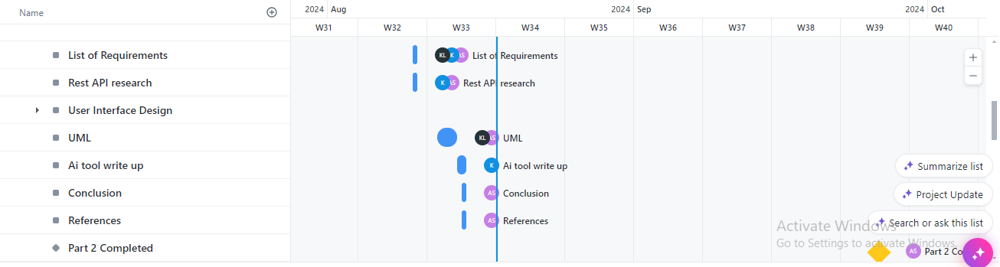 Name
2024 Aug 2024 Sep 2024 Oct
W31 W32 W33 W34 W35 W36 W37 W38 W39 W40
List of Requirements KL K AS List of Requirements
Rest API research K AS Rest API research
User Interface Design
UML KL AS UML
Ai tool write up K Ai tool write up
Summarize list
Conclusion AS Conclusion
Project Update
References AS References
Search or ask this list
Activate Windows
Go to Settings to activate Windows.
Part 2 Completed AS Part 2 Co